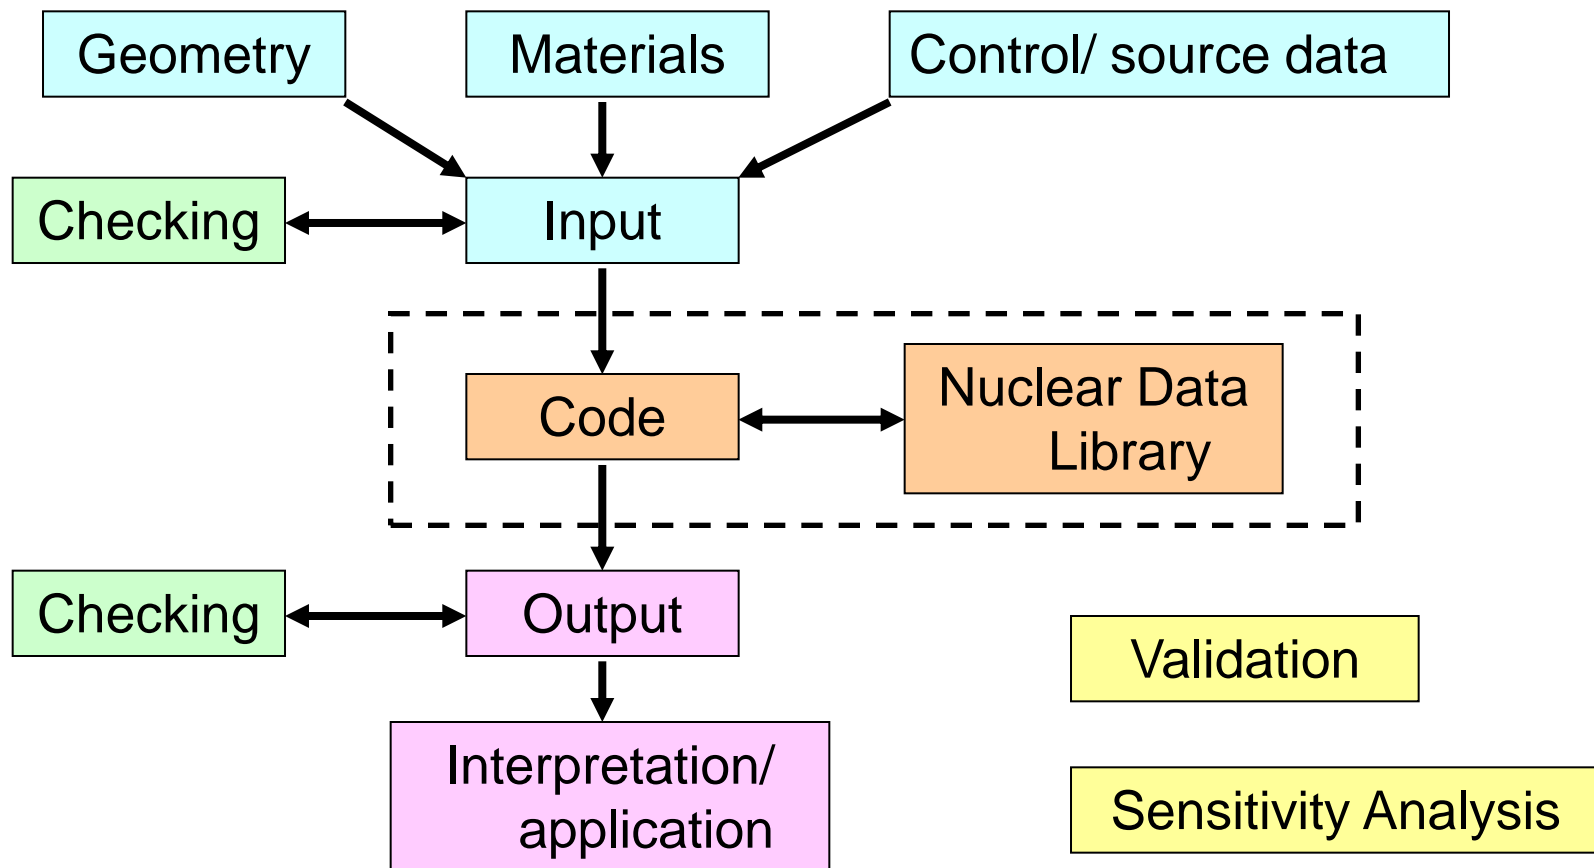 Geometry
Materials
Control/ source data
Checking
Input
Code
Nuclear Data
Library
Checking
Output
Validation
Interpretation/
application
Sensitivity Analysis